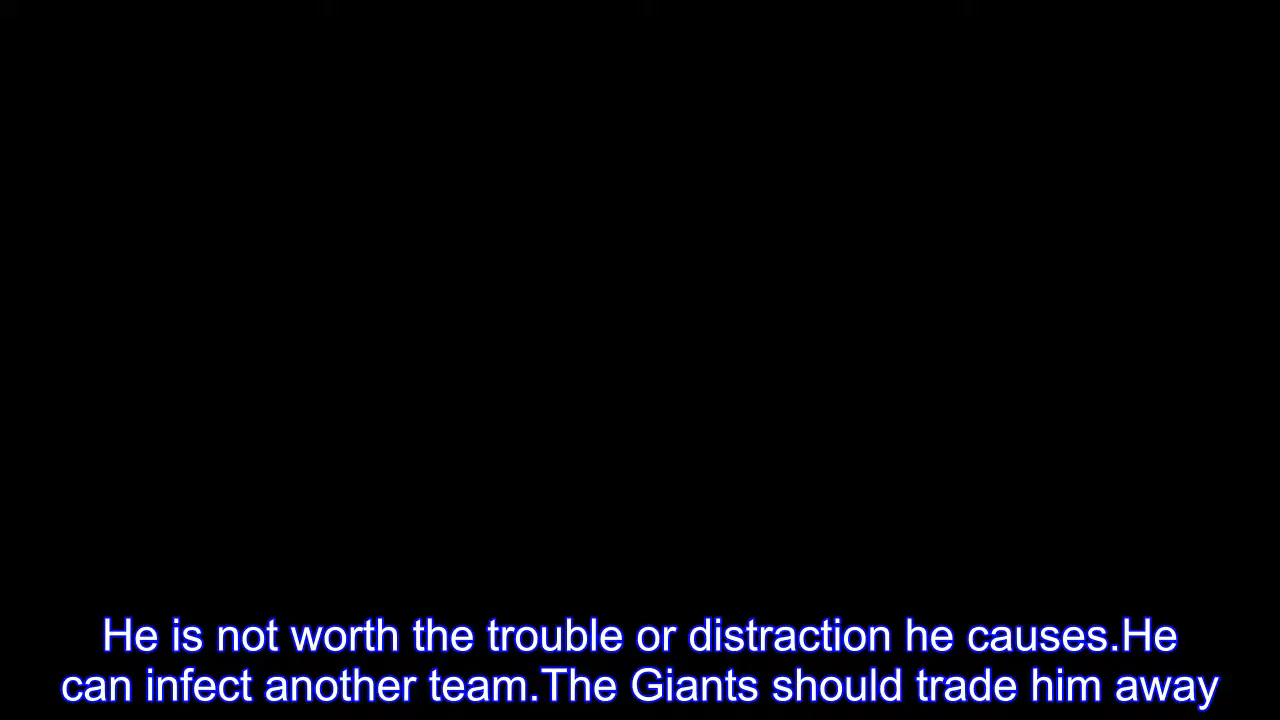 He is not worth the trouble or distraction he causes.He
can infect another team.The Giants should trade him away